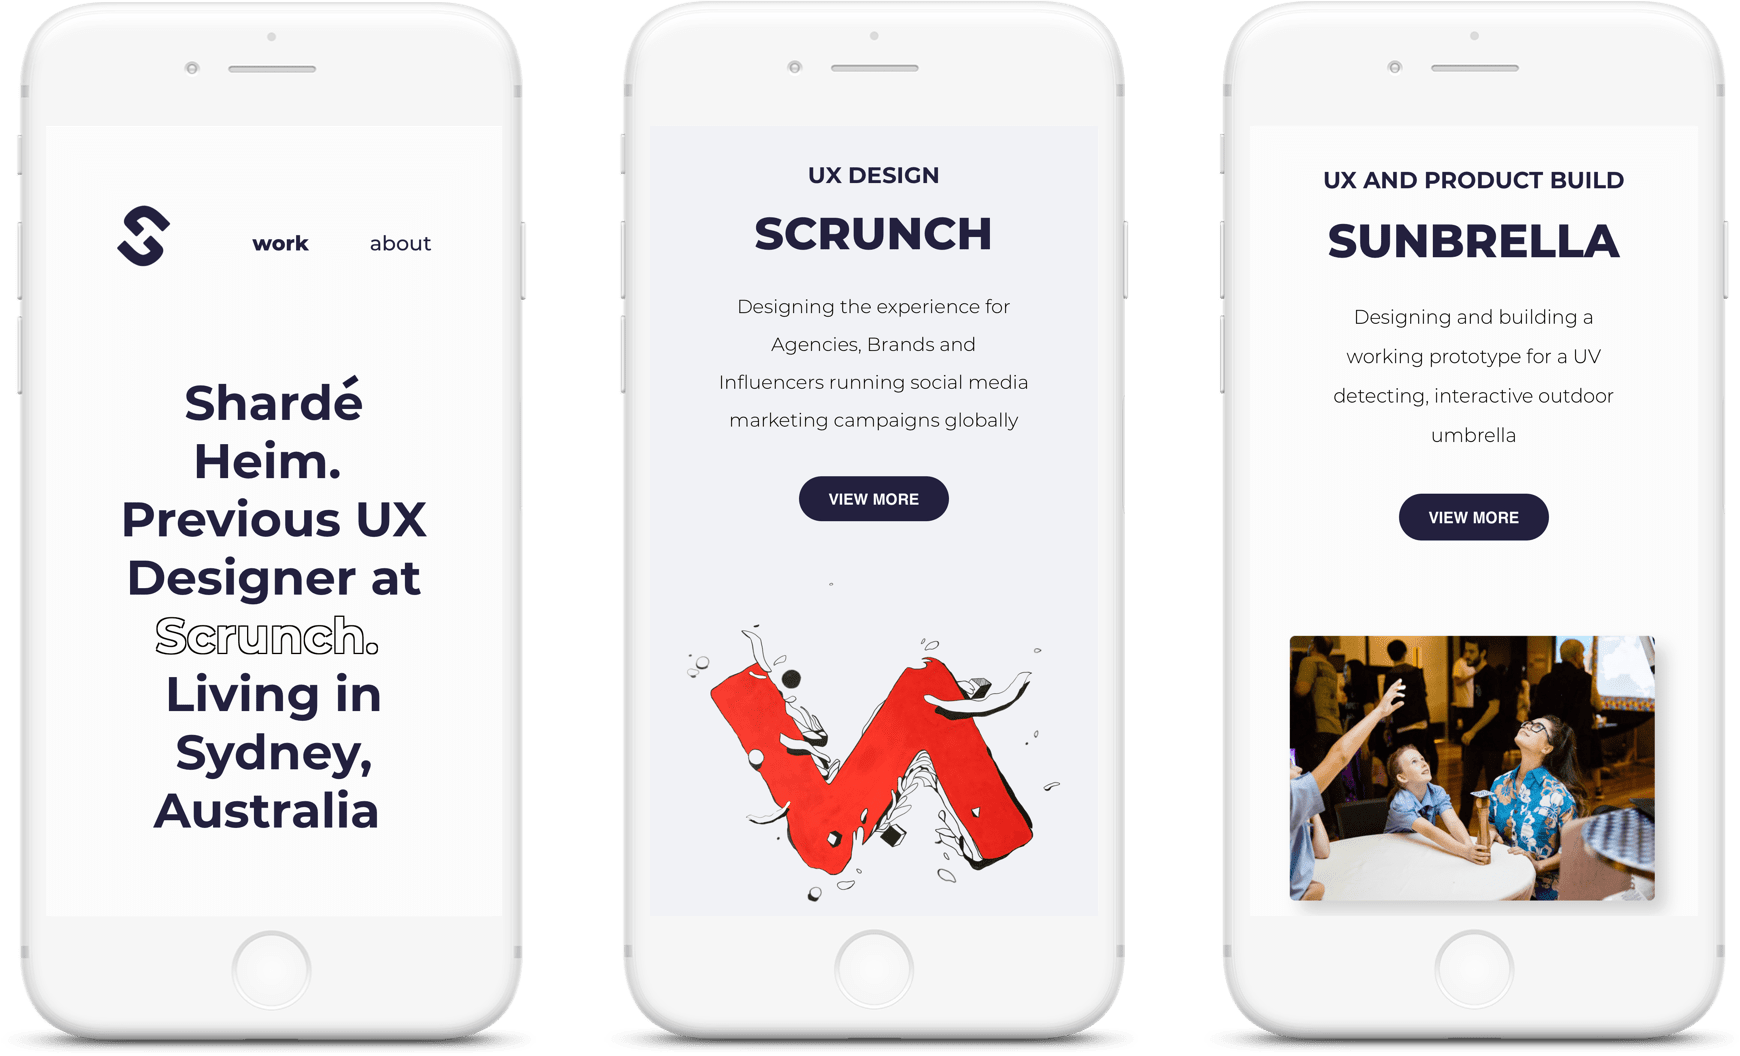 work
about
Shardé
Heim.
Previous UX
Designer at
Scrunch.
Living in
Sydney,
Australia
UX DESIGN
SCRUNCH
Designing the experience for
Agencies, Brands and
Influencers running social media
marketing campaigns globally
VIEW MORE
UX AND PRODUCT BUILD
SUNBRELLA
Designing and building a
working prototype for a UV
detecting, interactive outdoor
umbrella
VIEW MORE